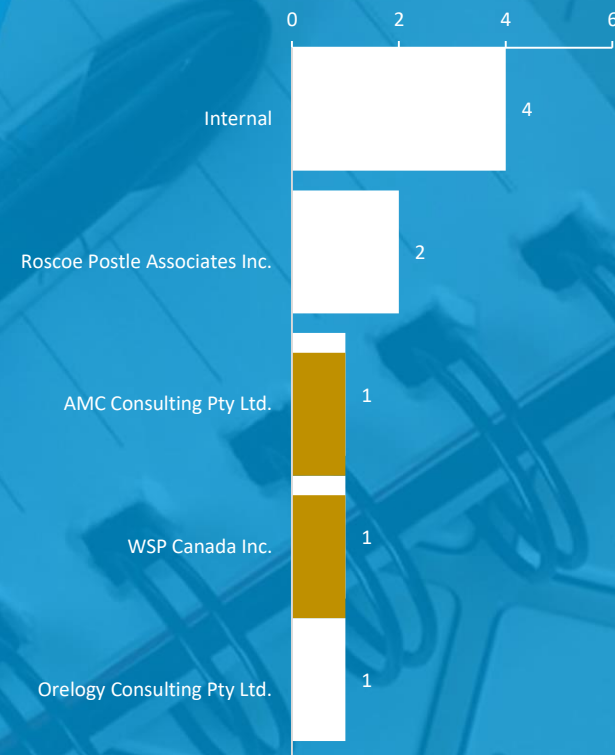 0 2 4 6
Internal 4
Roscoe Postle Associates Inc. 2
AMC Consulting Pty Ltd. 1
WSP Canada Inc. 1
Orelogy Consulting Pty Ltd. 1